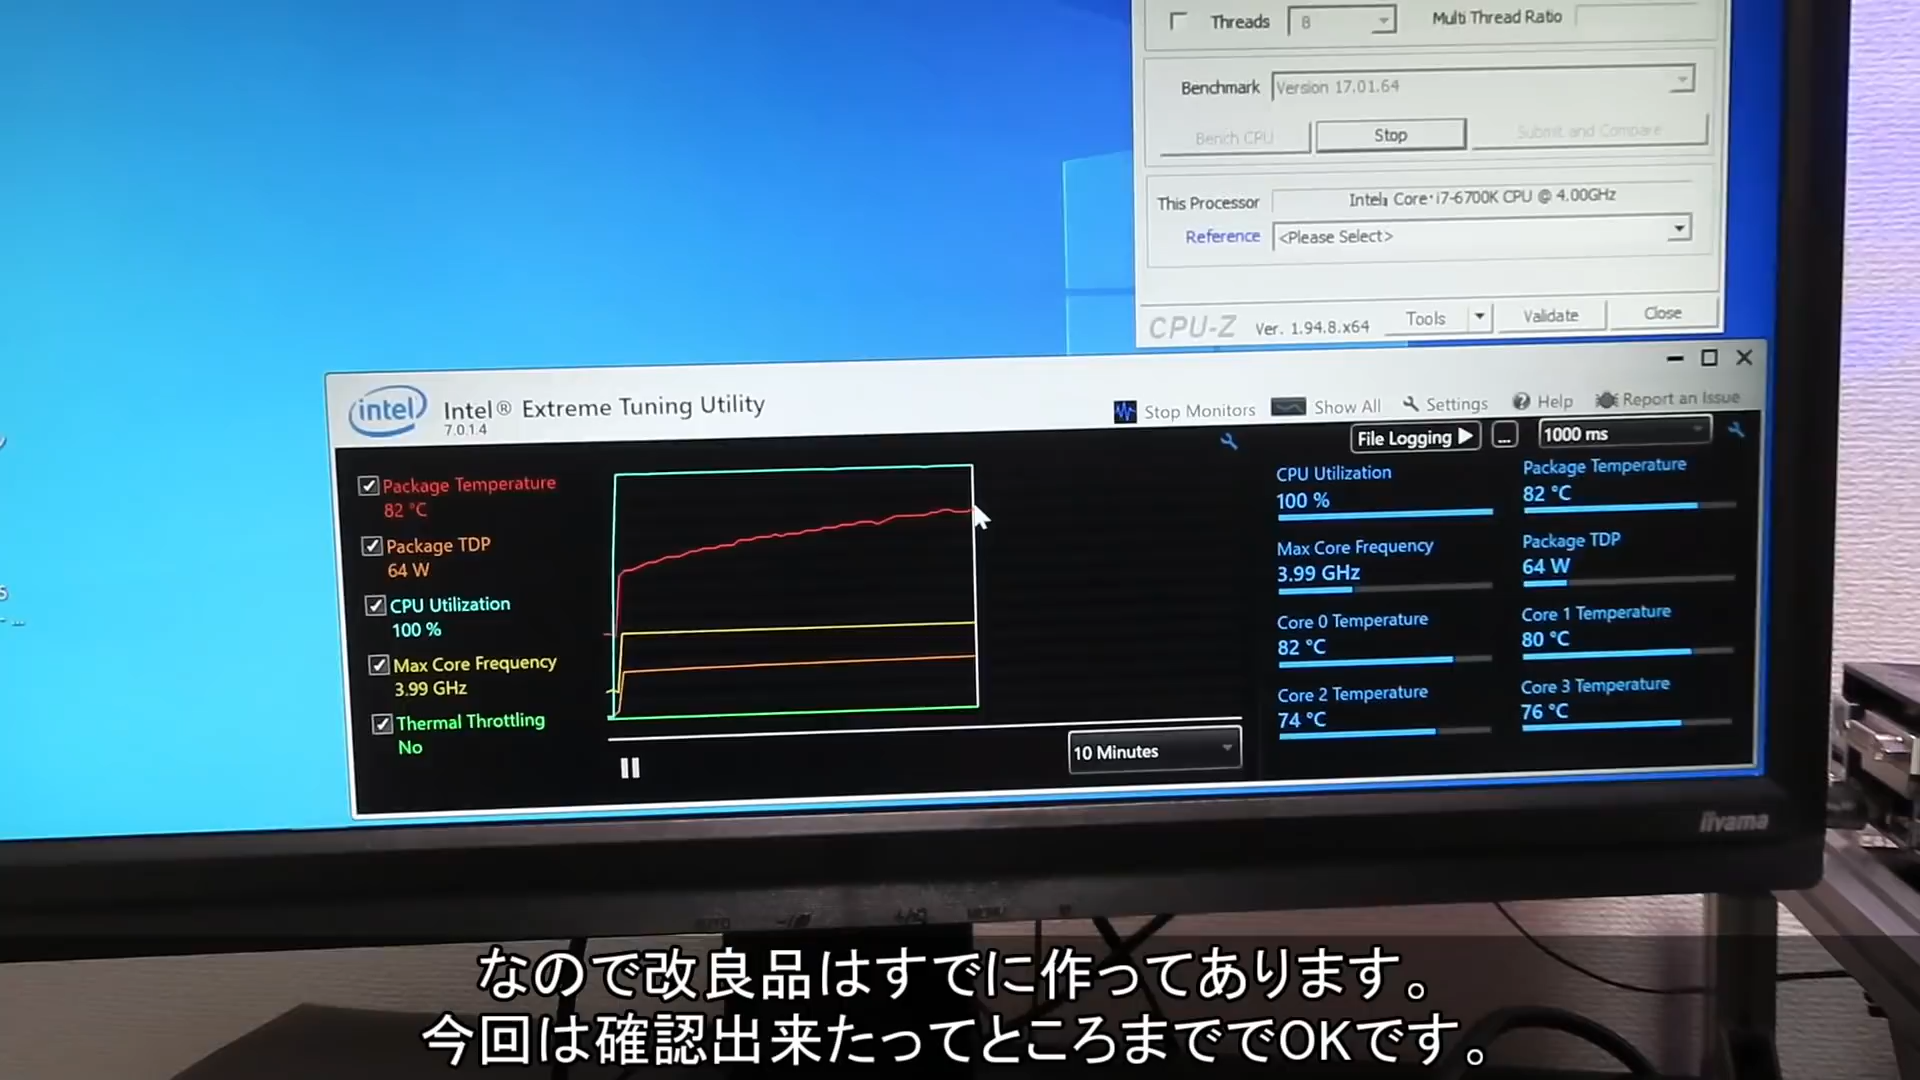 Threads 8 Multi Thread Ratio
Benchmark Version 17.01.64
Bench CPU Stop Submit and Compare
This Processor Intel Core i7-6700K CPU @ 4.00GHz
Reference <Please Select>
CPU-Z Ver. 1.94.8.x64 Tools Validate Close
intel Intel® Extreme Tuning Utility
7.0.1.4
Stop Monitors Show All Settings Help Report an Issue
File Logging ... 1000 ms
Package Temperature
82 °C
Package TDP
64 W
CPU Utilization
100 %
Max Core Frequency
3.99 GHz
Thermal Throttling
No
10 Minutes
CPU Utilization
100 %
Package Temperature
82 °C
Max Core Frequency
3.99 GHz
Package TDP
64 W
Core 0 Temperature
82 °C
Core 1 Temperature
80 °C
Core 2 Temperature
74 °C
Core 3 Temperature
76 °C
iiyama
なので改良品はすでに作ってあります。
今回は確認出来たってところまででOKです。